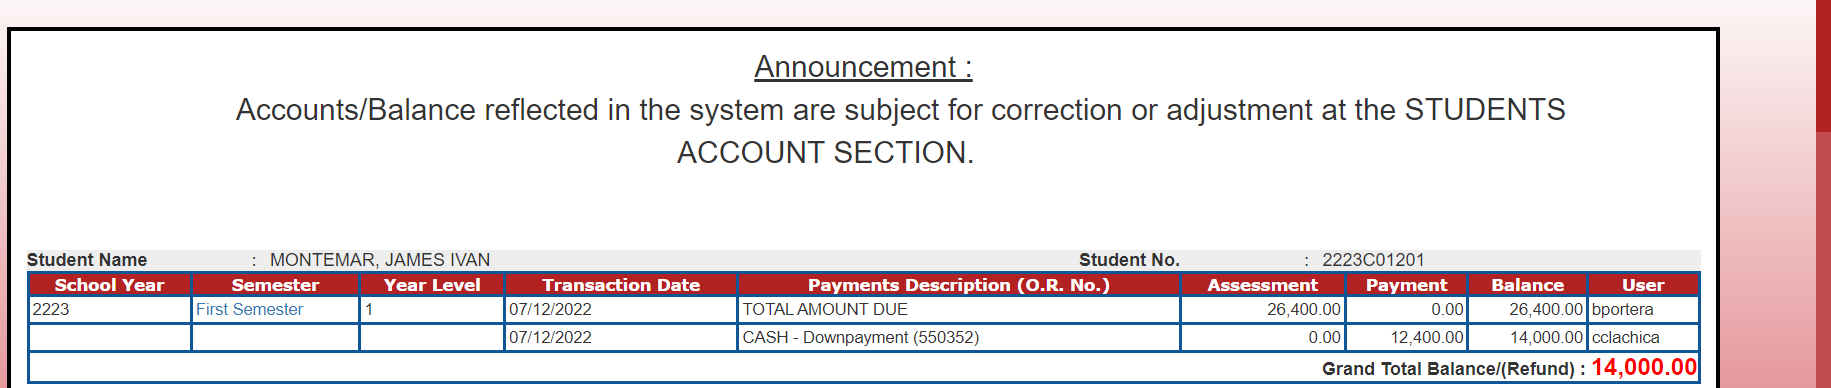 Announcement :
Accounts/Balance reflected in the system are subject for correction or adjustment at the STUDENTS
ACCOUNT SECTION.
Student Name : MONTEMAR, JAMES IVAN Student No. : 2223C01201
School Year Semester Year Level Transaction Date Payments Description (O.R. No.) Assessment Payment Balance User
2223 First Semester 1 07/12/2022 TOTAL AMOUNT DUE 26,400.00 0.00 26,400.00 bportera
07/12/2022 CASH - Downpayment (550352) 0.00 12,400.00 14,000.00 cclachica
Grand Total Balance/(Refund) : 14,000.00